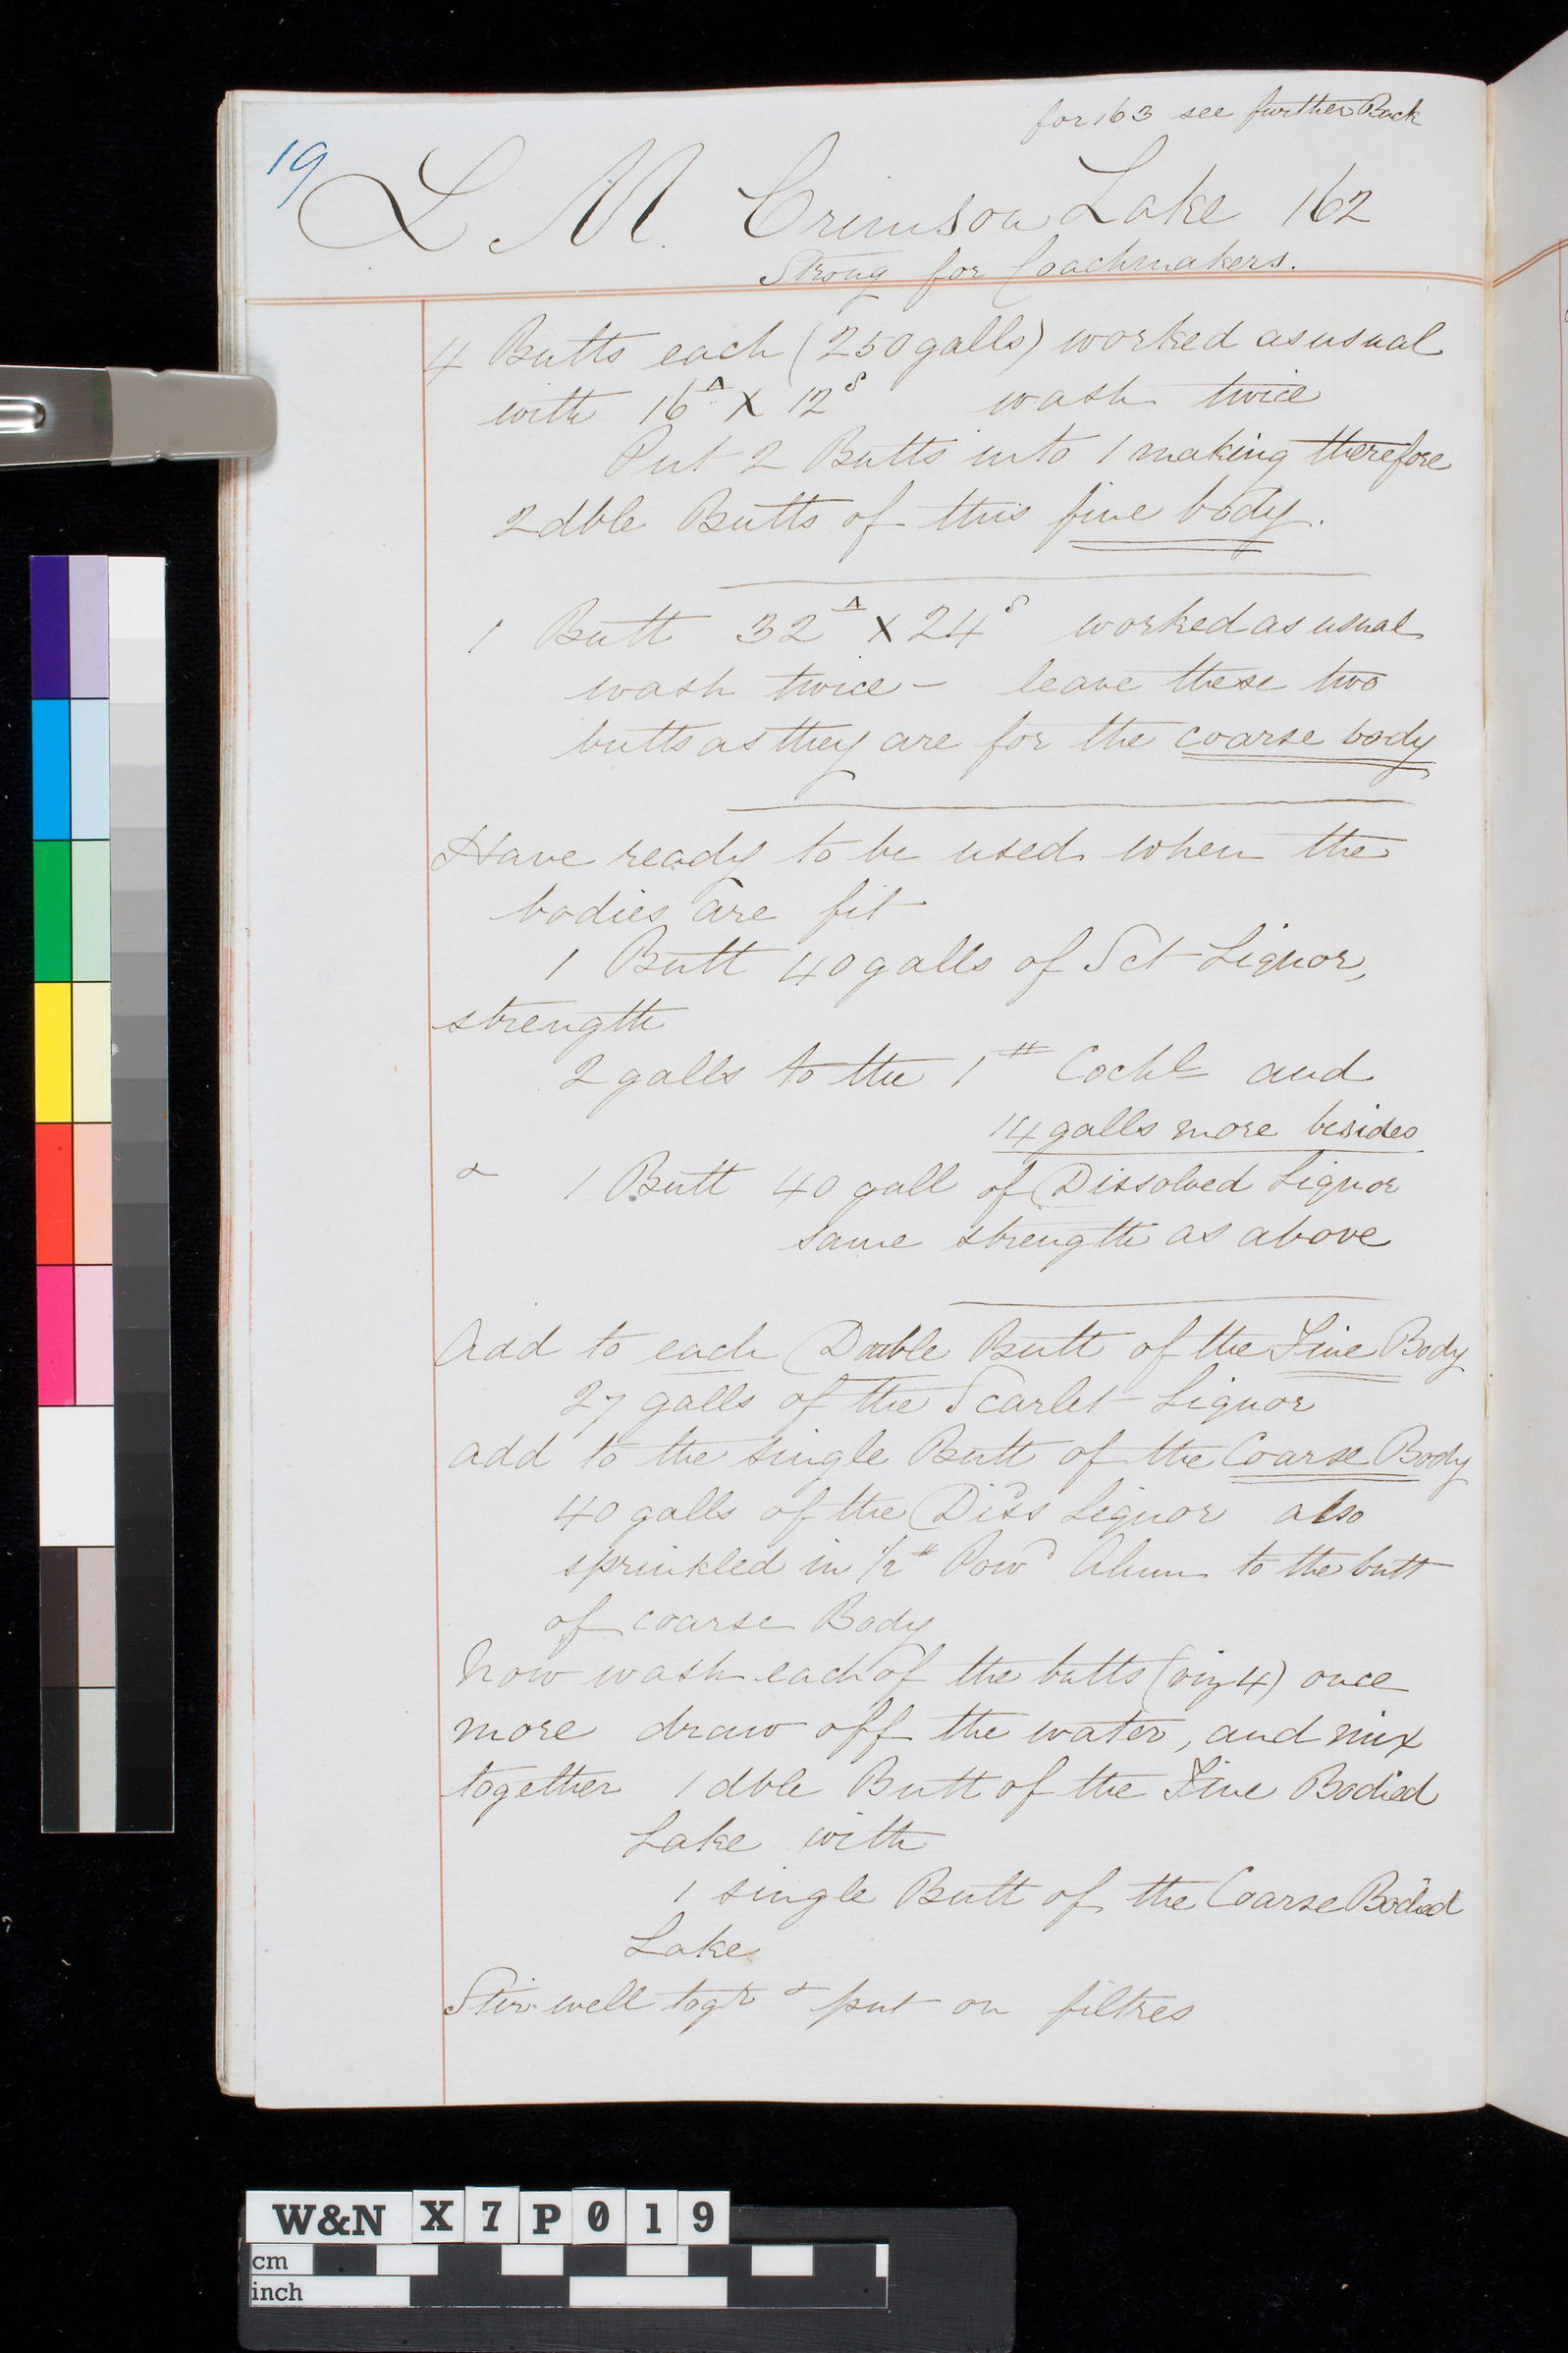 for 163 see further Back
19
L M. Crimson Lake 162
Strong for Coachmakers.
4 Butts each (250 galls) worked as usual
with 16 A X 12 S wash twice
Put 2 Butts into 1 making therefore
2 dble Butts of this fine body.
1 Butt 32 A X 24 S worked as usual
wash twice – leave these two
butts as they are for the coarse body
Have ready to be used when the
bodies are fit
1 Butt 40 galls of Sct Liquor,
strength
2 galls to the 1 # Cochl and
14 galls more besides
& 1 Butt 40 gall of Dissolved Liquor
same strength as above
Add to each Double Butt of the Fine Body
27 galls of the Scarlet Liquor
add to the single Butt of the Coarse Body
40 galls of the Diss Liquor also
sprinkled in 1/2 # Powd Alum to the butt
of coarse Body
Now wash each of the butts (viz 4) once
more draw off the water, and mix
together 1 dble Butt of the Fine Bodied
Lake with
1 single Butt of the Coarse Bodied
Lake
Stir well togr & put on filtres
W&N X7P019
cm
inch